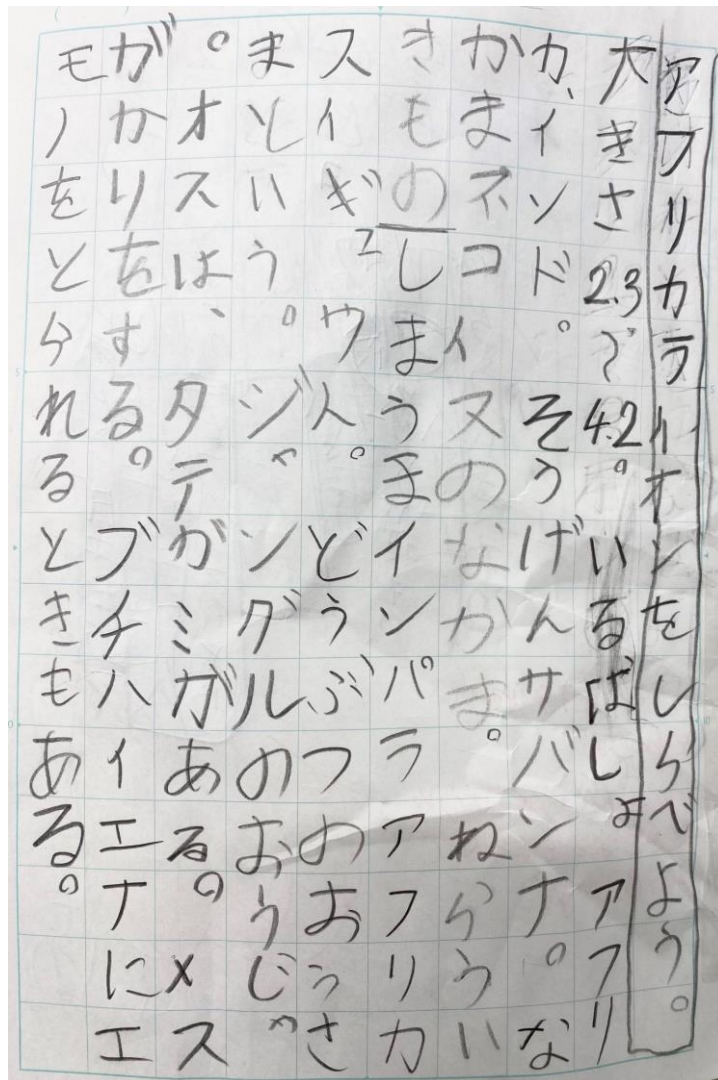 アフリカライオンをしらべよう。
大きさ2.3〜4.2。いるばしょアフリ
カ、インド。そうげんサバンナ。な
かまネコイヌのなかま。ねらうい
きものしまうまインパラアフリカ
スイギュウ人。どうぶつのおうさ
まという。ジャングルのおうじゃ
。オスは、タテガミがある。メス
がかりをする。ブチハイエナにエ
モノをとられるときもある。